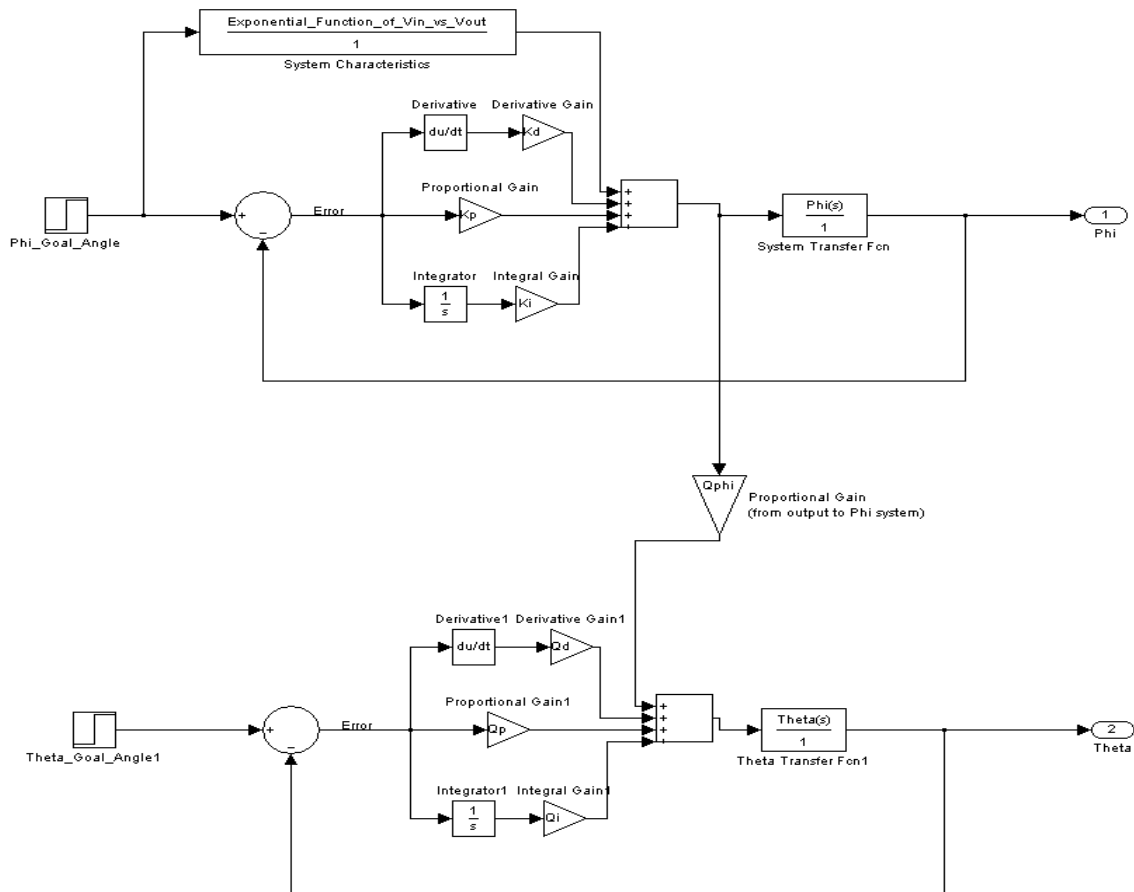 Exponential_Function_of_Vin_vs_Vout
1
System Characteristics
Derivative Derivative Gain
du/dt
Kd
Proportional Gain
Kp
Integrator Integral Gain
1
s
Ki
Phi_Goal_Angle
+
−
Error
+
+
+
+
Phi(s)
1
System Transfer Fcn
1
Phi
Qphi
Proportional Gain
(from output to Phi system)
Derivative1 Derivative Gain1
du/dt
Qd
Proportional Gain1
Qp
Integrator1 Integral Gain1
1
s
Qi
Theta_Goal_Angle1
+
−
Error
+
+
+
+
Theta(s)
1
Theta Transfer Fcn1
2
Theta